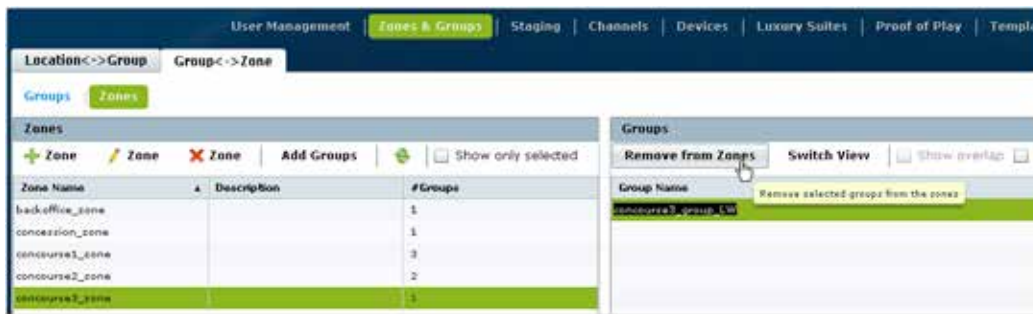 User Management | Zones & Groups | Staging | Channels | Devices | Luxury Suites | Proof of Play | Templa
Location<->Group Group<->Zone
Groups Zones
Zones Groups
Zone Zone Zone Add Groups Show only selected Remove from Zones Switch View Show overlap
Zone Name Description #Groups Group Name
Remove selected groups from the zones
backoffice_zone 1 concourse3_group_LW
concession_zone 1
concourse1_zone 3
concourse2_zone 2
concourse3_zone 1